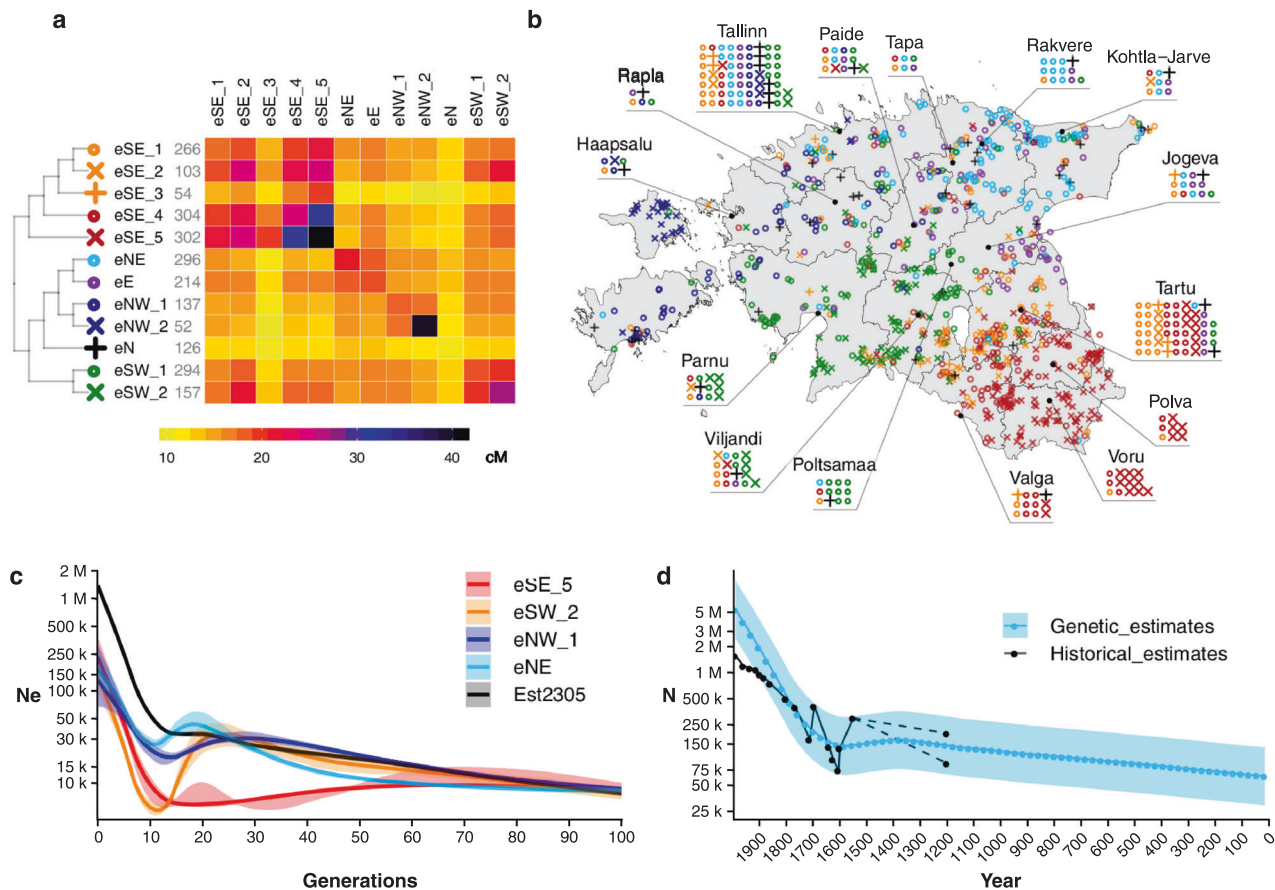 a
eSE_1 eSE_2 eSE_3 eSE_4 eSE_5 eNE eE eNW_1 eNW_2 eN eSW_1 eSW_2
eSE_1 266
eSE_2 103
eSE_3 54
eSE_4 304
eSE_5 302
eNE 296
eE 214
eNW_1 137
eNW_2 52
eN 126
eSW_1 294
eSW_2 157
10 20 30 40 cM
b
Tallinn
Paide
Tapa
Rakvere
Kohtla-Jarve
Rapla
Haapsalu
Jogeva
Tartu
Parnu
Polva
Viljandi
Poltsamaa
Valga
Voru
c
2 M
1 M
500 k
250 k
150 k
100 k
50 k
30 k
15 k
10 k
Ne
0 10 20 30 40 50 60 70 80 90 100
Generations
eSE_5
eSW_2
eNW_1
eNE
Est2305
d
5 M
3 M
2 M
1 M
500 k
250 k
150 k
75 k
50 k
25 k
N
1900 1800 1700 1600 1500 1400 1300 1200 1100 1000 900 800 700 600 500 400 300 200 100 0
Year
Genetic_estimates
Historical_estimates